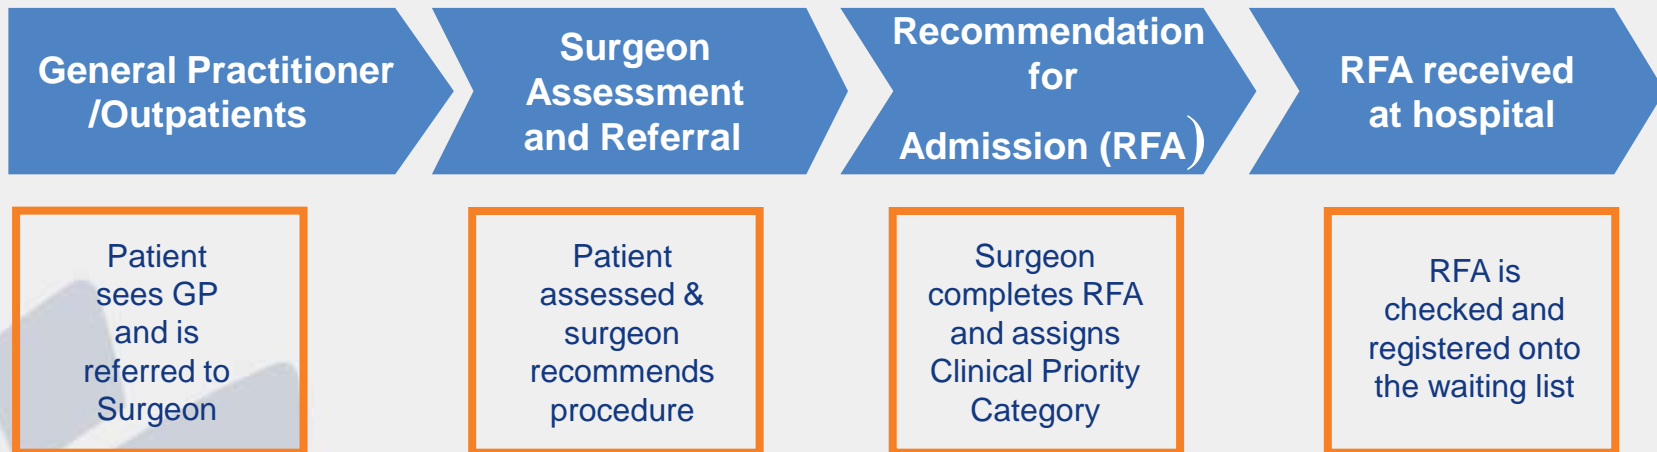 General Practitioner
/Outpatients
Surgeon
Assessment
and Referral
Recommendation
for
Admission (RFA)
RFA received
at hospital
Patient
sees GP
and is
referred to
Surgeon
Patient
assessed &
surgeon
recommends
procedure
Surgeon
completes RFA
and assigns
Clinical Priority
Category
RFA is
checked and
registered onto
the waiting list